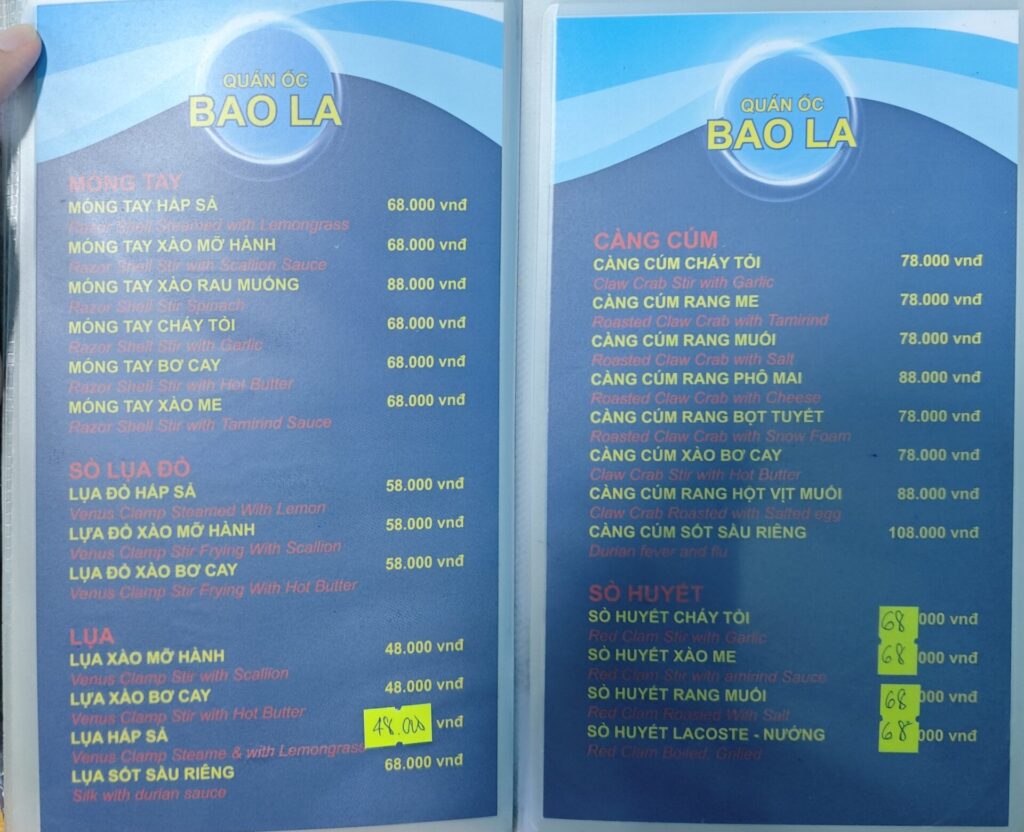 QUÁN ỐC
BAO LA
MÓNG TAY
MÓNG TAY HẤP SẢ 68.000 vnđ
Razor Shell Steamed with Lemongrass
MÓNG TAY XÀO MỠ HÀNH 68.000 vnđ
Razor Shell Stir with Scallion Sauce
MÓNG TAY XÀO RAU MUỐNG 88.000 vnđ
Razor Shell Stir Spinach
MÓNG TAY CHÁY TỎI 68.000 vnđ
Razor Shell Stir with Garlic
MÓNG TAY BƠ CAY 68.000 vnđ
Razor Shell Stir with Hot Butter
MÓNG TAY XÀO ME 68.000 vnđ
Razor Shell Stir with Tamirind Sauce
SÒ LỤA ĐỎ
LỤA ĐỎ HẤP SẢ 58.000 vnđ
Venus Clamp Steamed With Lemon
LỤA ĐỎ XÀO MỠ HÀNH 58.000 vnđ
Venus Clamp Stir Frying With Scallion
LỤA ĐỎ XÀO BƠ CAY 58.000 vnđ
Venus Clamp Stir Frying With Hot Butter
LỤA
LỤA XÀO MỠ HÀNH 48.000 vnđ
Venus Clamp Stir with Scallion
LỰA XÀO BƠ CAY 48.000 vnđ
Venus Clamp Stir with Hot Butter
LỤA HẤP SẢ 48.000 vnđ
Venus Clamp Steame & with Lemongrass
LỤA SỐT SẦU RIÊNG 68.000 vnđ
Silk with durian sauce
QUÁN ỐC
BAO LA
CÀNG CÚM
CÀNG CÚM CHÁY TỎI 78.000 vnđ
Claw Crab Stir with Garlic
CÀNG CÚM RANG ME 78.000 vnđ
Roasted Claw Crab with Tamirind
CÀNG CÚM RANG MUỐI 78.000 vnđ
Roasted Claw Crab with Salt
CÀNG CÚM RANG PHÔ MAI 88.000 vnđ
Roasted Claw Crab with Cheese
CÀNG CÚM RANG BỌT TUYẾT 78.000 vnđ
Roasted Claw Crab with Snow Foam
CÀNG CÚM XÀO BƠ CAY 78.000 vnđ
Claw Crab Stir with Hot Butter
CÀNG CÚM RANG HỘT VỊT MUỐI 88.000 vnđ
Claw Crab Roasted with Salted egg
CÀNG CÚM SỐT SẦU RIÊNG 108.000 vnđ
Durian fever and flu
SÒ HUYẾT
SÒ HUYẾT CHÁY TỎI 68 000 vnđ
Red Clam Stir with Garlic
SÒ HUYẾT XÀO ME 68 000 vnđ
Red Clam Stir with amirind Sauce
SÒ HUYẾT RANG MUỐI 68 000 vnđ
Red Clam Roasted With Salt
SÒ HUYẾT LACOSTE - NƯỚNG 68 000 vnđ
Red Clam Boiled, Grilled